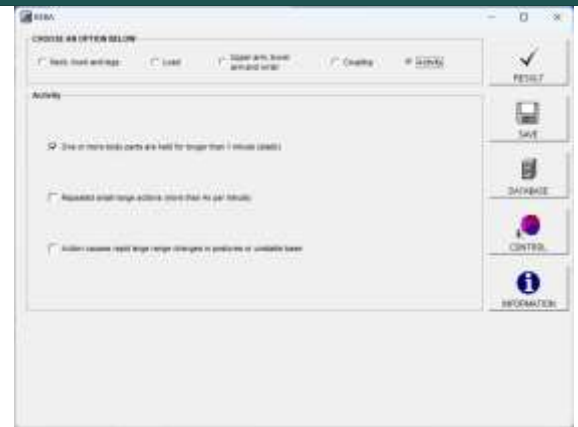 REBA
CHOOSE AN OPTION BELOW
Neck, trunk and legs
Load
Upper arm, lower
arm and wrist
Coupling
Activity
RESULT
Activity
One or more body parts are held for longer than 1 minute (static)
SAVE
Repeated small range actions (more than 4x per minute)
DATABASE
Action causes rapid large range changes in postures or unstable base
CONTROL
INFORMATION